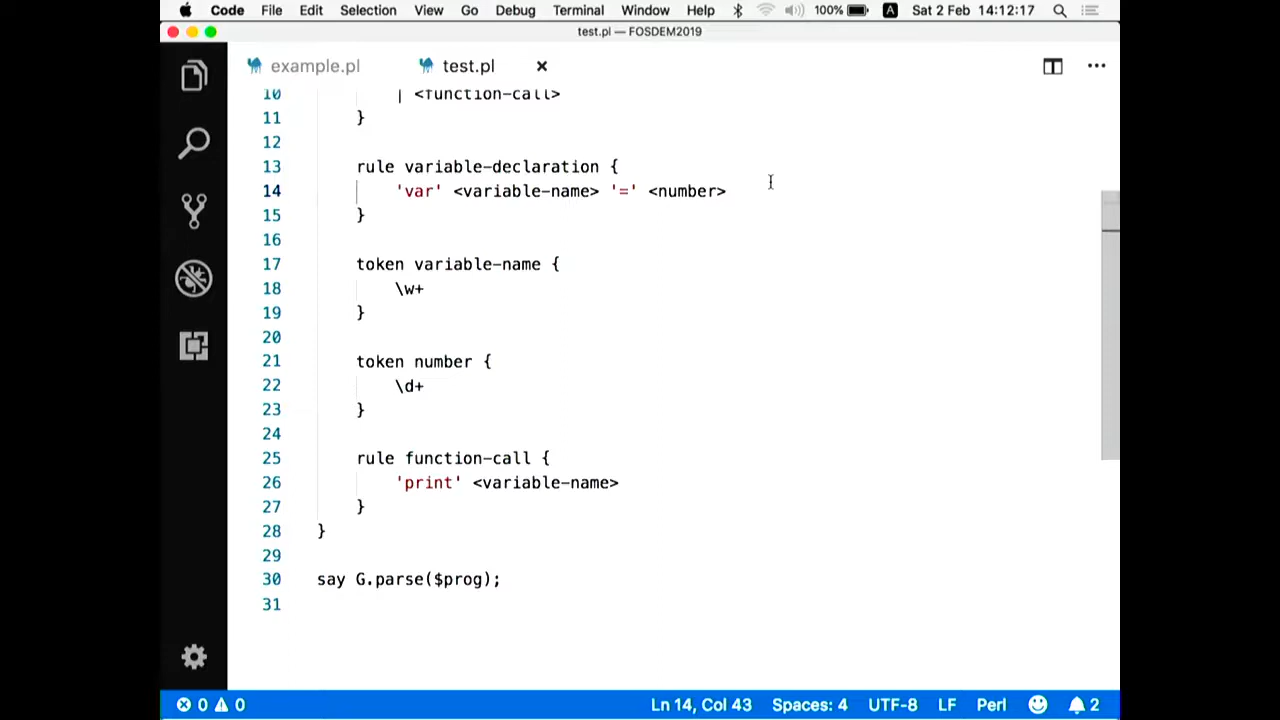 Code File Edit Selection View Go Debug Terminal Window Help 100% A Sat 2 Feb 14:12:17
test.pl — FOSDEM2019
example.pl test.pl
10 | <function-call>
11 }
12
13 rule variable-declaration {
14 'var' <variable-name> '=' <number>
15 }
16
17 token variable-name {
18 \w+
19 }
20
21 token number {
22 \d+
23 }
24
25 rule function-call {
26 'print' <variable-name>
27 }
28 }
29
30 say G.parse($prog);
31
0 0 Ln 14, Col 43 Spaces: 4 UTF-8 LF Perl 2